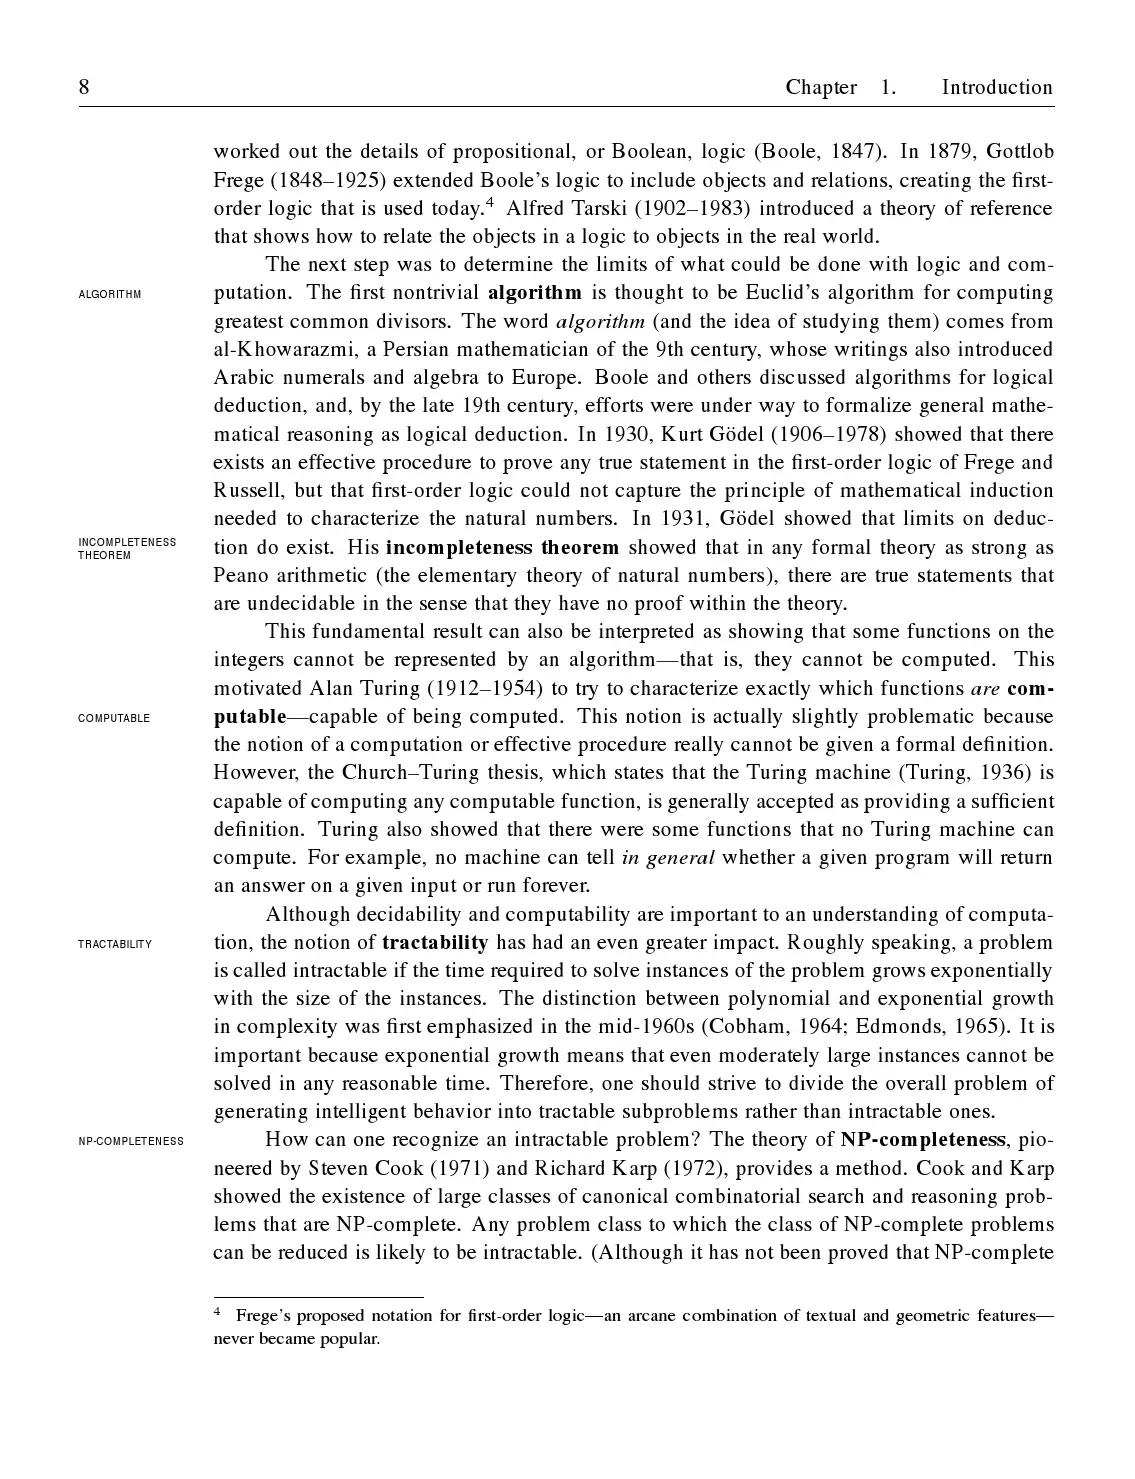 8 Chapter 1. Introduction
worked out the details of propositional, or Boolean, logic (Boole, 1847). In 1879, Gottlob
Frege (1848–1925) extended Boole's logic to include objects and relations, creating the first-
order logic that is used today.4 Alfred Tarski (1902–1983) introduced a theory of reference
that shows how to relate the objects in a logic to objects in the real world.
The next step was to determine the limits of what could be done with logic and com-
ALGORITHM
putation. The first nontrivial algorithm is thought to be Euclid's algorithm for computing
greatest common divisors. The word algorithm (and the idea of studying them) comes from
al-Khowarazmi, a Persian mathematician of the 9th century, whose writings also introduced
Arabic numerals and algebra to Europe. Boole and others discussed algorithms for logical
deduction, and, by the late 19th century, efforts were under way to formalize general mathe-
matical reasoning as logical deduction. In 1930, Kurt Gödel (1906–1978) showed that there
exists an effective procedure to prove any true statement in the first-order logic of Frege and
Russell, but that first-order logic could not capture the principle of mathematical induction
needed to characterize the natural numbers. In 1931, Gödel showed that limits on deduc-
INCOMPLETENESS
THEOREM
tion do exist. His incompleteness theorem showed that in any formal theory as strong as
Peano arithmetic (the elementary theory of natural numbers), there are true statements that
are undecidable in the sense that they have no proof within the theory.
This fundamental result can also be interpreted as showing that some functions on the
integers cannot be represented by an algorithm—that is, they cannot be computed. This
motivated Alan Turing (1912–1954) to try to characterize exactly which functions are com-
COMPUTABLE
putable—capable of being computed. This notion is actually slightly problematic because
the notion of a computation or effective procedure really cannot be given a formal definition.
However, the Church–Turing thesis, which states that the Turing machine (Turing, 1936) is
capable of computing any computable function, is generally accepted as providing a sufficient
definition. Turing also showed that there were some functions that no Turing machine can
compute. For example, no machine can tell in general whether a given program will return
an answer on a given input or run forever.
Although decidability and computability are important to an understanding of computa-
TRACTABILITY
tion, the notion of tractability has had an even greater impact. Roughly speaking, a problem
is called intractable if the time required to solve instances of the problem grows exponentially
with the size of the instances. The distinction between polynomial and exponential growth
in complexity was first emphasized in the mid-1960s (Cobham, 1964; Edmonds, 1965). It is
important because exponential growth means that even moderately large instances cannot be
solved in any reasonable time. Therefore, one should strive to divide the overall problem of
generating intelligent behavior into tractable subproblems rather than intractable ones.
NP-COMPLETENESS
How can one recognize an intractable problem? The theory of NP-completeness, pio-
neered by Steven Cook (1971) and Richard Karp (1972), provides a method. Cook and Karp
showed the existence of large classes of canonical combinatorial search and reasoning prob-
lems that are NP-complete. Any problem class to which the class of NP-complete problems
can be reduced is likely to be intractable. (Although it has not been proved that NP-complete
4 Frege's proposed notation for first-order logic—an arcane combination of textual and geometric features—
never became popular.